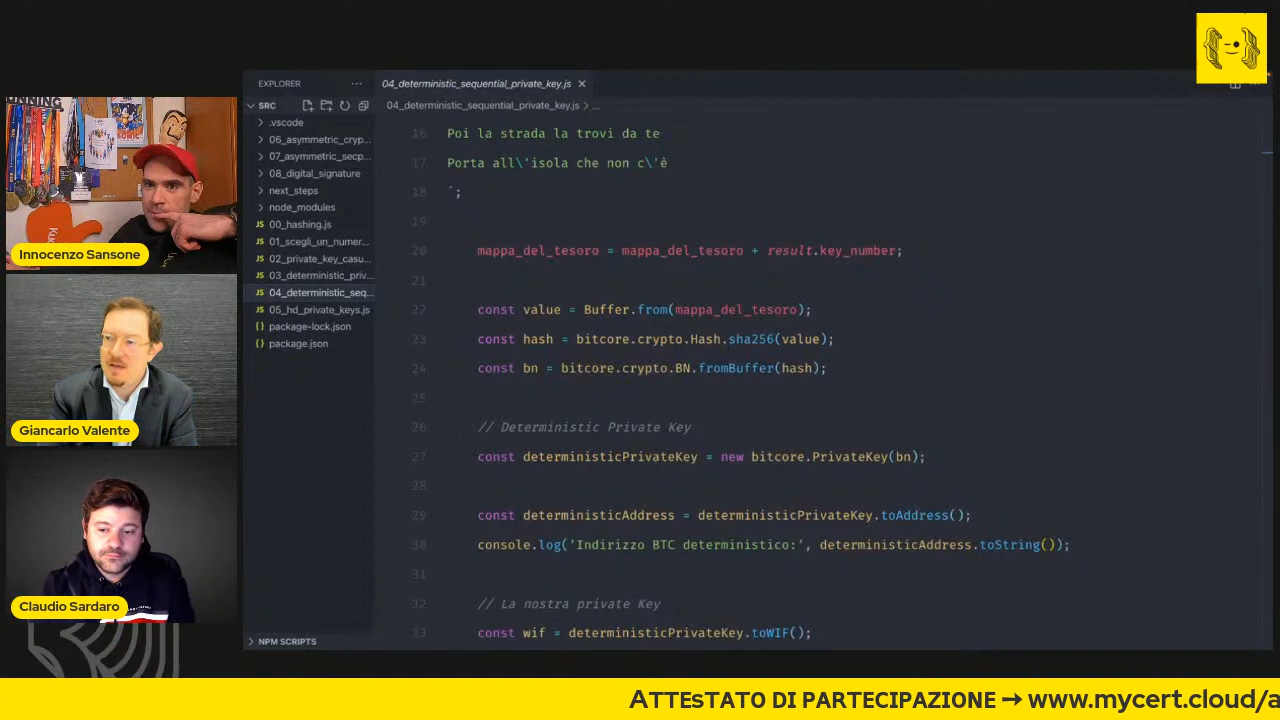 EXPLORER
04_deterministic_sequential_private_key.js
SRC
04_deterministic_sequential_private_key.js > ...
.vscode
06_asymmetric_cryp...
07_asymmetric_secp...
08_digital_signature
next_steps
node_modules
JS 00_hashing.js
JS 01_scegli_un_numer...
JS 02_private_key_casu...
JS 03_deterministic_priv...
JS 04_deterministic_seq...
JS 05_hd_private_keys.js
{} package-lock.json
{} package.json
NPM SCRIPTS
16 Poi la strada la trovi da te
17 Porta all\'isola che non c\'è
18 `;
19
20 mappa_del_tesoro = mappa_del_tesoro + result.key_number;
21
22 const value = Buffer.from(mappa_del_tesoro);
23 const hash = bitcore.crypto.Hash.sha256(value);
24 const bn = bitcore.crypto.BN.fromBuffer(hash);
25
26 // Deterministic Private Key
27 const deterministicPrivateKey = new bitcore.PrivateKey(bn);
28
29 const deterministicAddress = deterministicPrivateKey.toAddress();
30 console.log('Indirizzo BTC deterministico:', deterministicAddress.toString());
31
32 // La nostra private Key
33 const wif = deterministicPrivateKey.toWIF();
Innocenzo Sansone
Giancarlo Valente
Claudio Sardaro
ATTESTATO DI PARTECIPAZIONE → www.mycert.cloud/a